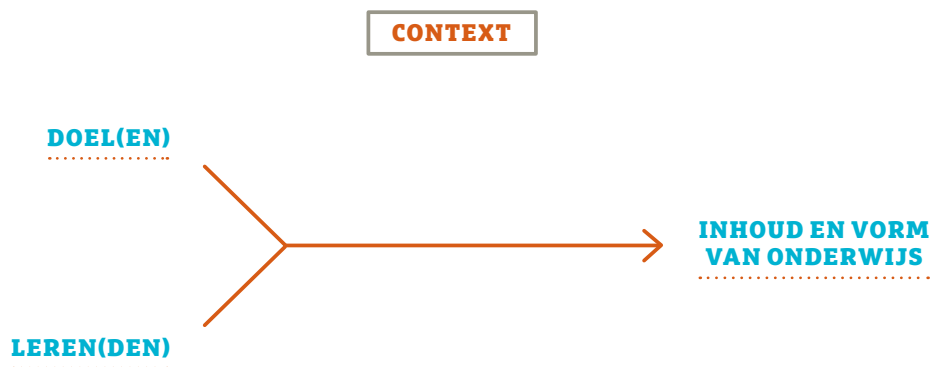 CONTEXT
DOEL(EN)
INHOUD EN VORM
VAN ONDERWIJS
LEREN(DEN)